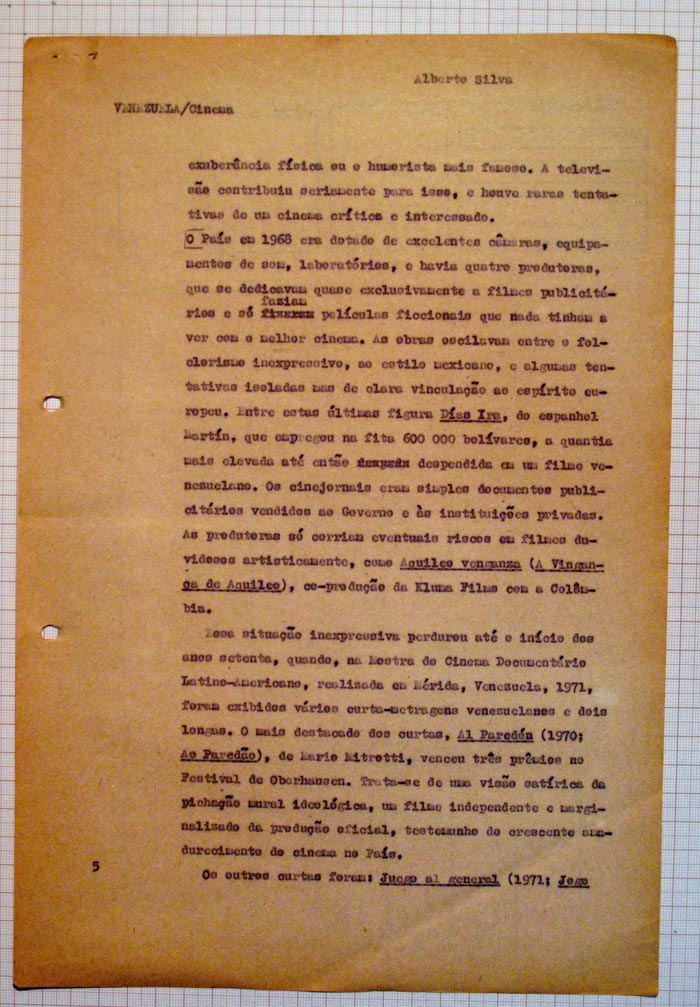 Alberto Silva
VENEZUELA/Cinema
exuberância física ou o humorista mais famoso. A televi-
são contribuiu seriamente para isso, e houve raras tenta-
tivas de um cinema crítico e interessado.
O País em 1968 era dotado de excelentes câmaras, equipa-
mentos de som, laboratórios, e havia quatro produtoras,
que se dedicavam quase exclusivamente a filmes publicitá-
faziam
rios e só películas ficcionais que nada tinham a
ver com o melhor cinema. As obras oscilavam entre o fol-
clorismo inexpressivo, ao estilo mexicano, e algumas ten-
tativas isoladas mas de clara vinculação ao espírito eu-
ropeu. Entre estas últimas figura Días Ira, do espanhol
Martín, que empregou na fita 600 000 bolívares, a quantia
mais elevada até então despendida em um filme ve-
nezuelano. Os cinejornais eram simples documentos publi-
citários vendidos ao Governo e às instituições privadas.
As produtoras só corriam eventuais riscos em filmes du-
vidosos artisticamente, como Aquileo venganza (A Vingan-
ça de Aquileo), co-produção da Kluma Films com a Colôm-
bia.
Essa situação inexpressiva perdurou até o início dos
anos setenta, quando, na Mostra do Cinema Documentário
Latino-Americano, realizada em Mérida, Venezuela, 1971,
foram exibidos vários curta-metragens venezuelanos e dois
longas. O mais destacado dos curtas, Al Paredón (1970;
Ao Paredão), de Mario Mitrotti, venceu três prêmios no
Festival de Oberhausen. Trata-se de uma visão satírica da
pichação mural ideológica, um filme independente e margi-
nalizado da produção oficial, testemunho do crescente ama-
durecimento do cinema no País.
5
Os outros curtas foram: Juego al general (1971; Jogo